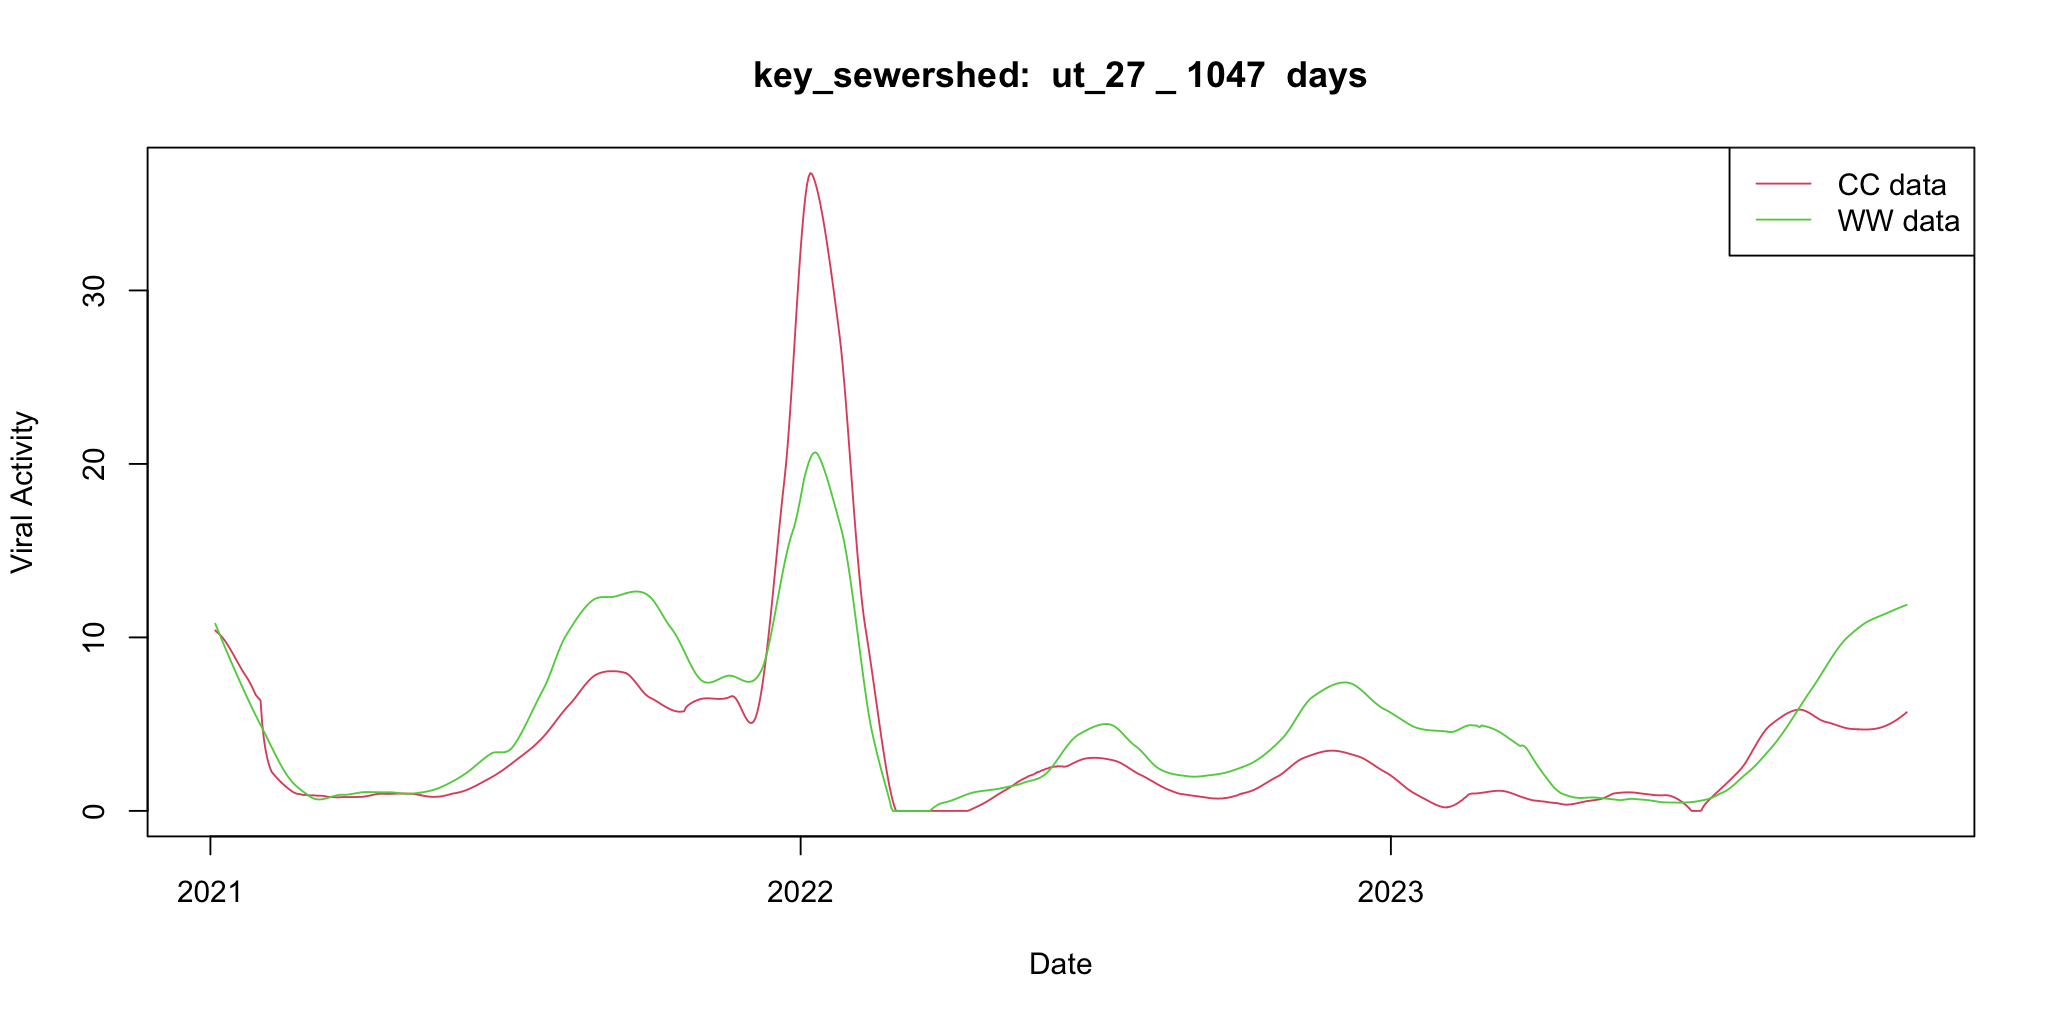 key_sewershed:  ut_27 _ 1047  days
CC data
WW data
Viral Activity
30
20
10
0
2021
2022
2023
Date